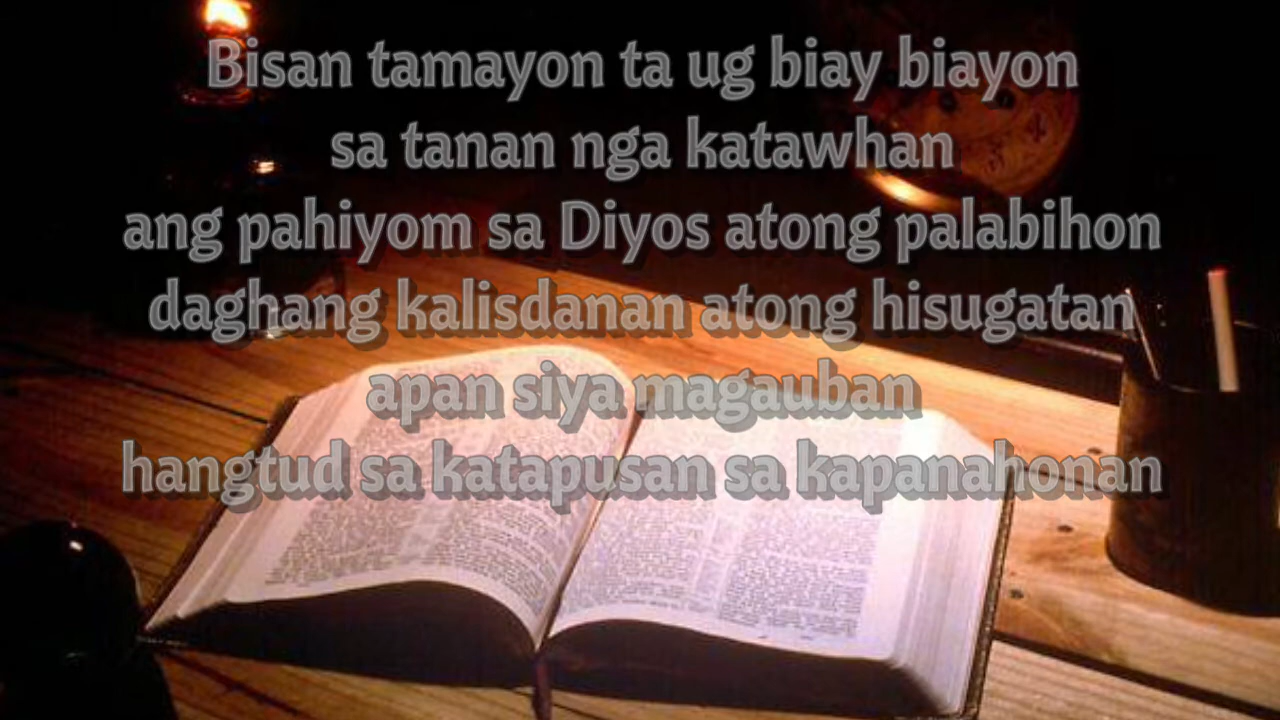 Bisan tamayon ta ug biay biayon
sa tanan nga katawhan
ang pahiyom sa Diyos atong palabihon
daghang kalisdanan atong hisugatan
apan siya magauban
hangtud sa katapusan sa kapanahonan